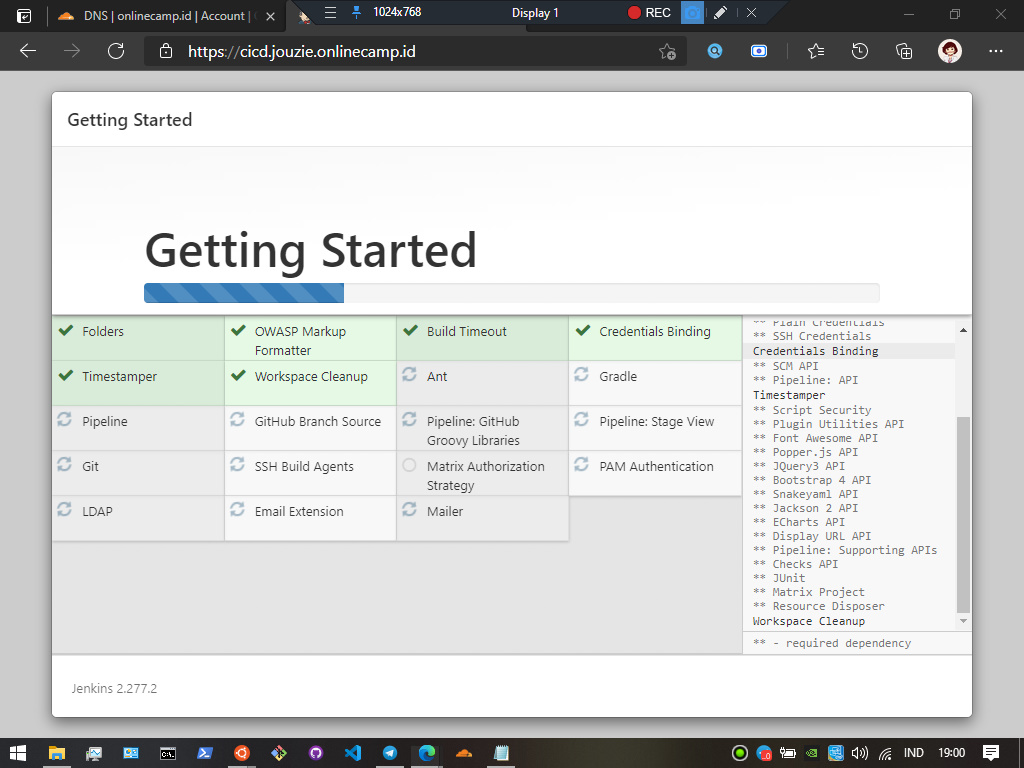 DNS | onlinecamp.id | Account |
1024x768
Display 1
REC
https://cicd.jouzie.onlinecamp.id
Getting Started
Getting Started
Folders
OWASP Markup
Formatter
Build Timeout
Credentials Binding
Timestamper
Workspace Cleanup
Ant
Gradle
Pipeline
GitHub Branch Source
Pipeline: GitHub
Groovy Libraries
Pipeline: Stage View
Git
SSH Build Agents
Matrix Authorization
Strategy
PAM Authentication
LDAP
Email Extension
Mailer
** Plain Credentials
** SSH Credentials
Credentials Binding
** SCM API
** Pipeline: API
Timestamper
** Script Security
** Plugin Utilities API
** Font Awesome API
** Popper.js API
** JQuery3 API
** Bootstrap 4 API
** Snakeyaml API
** Jackson 2 API
** ECharts API
** Display URL API
** Pipeline: Supporting APIs
** Checks API
** JUnit
** Matrix Project
** Resource Disposer
Workspace Cleanup
** - required dependency
Jenkins 2.277.2
IND
19:00